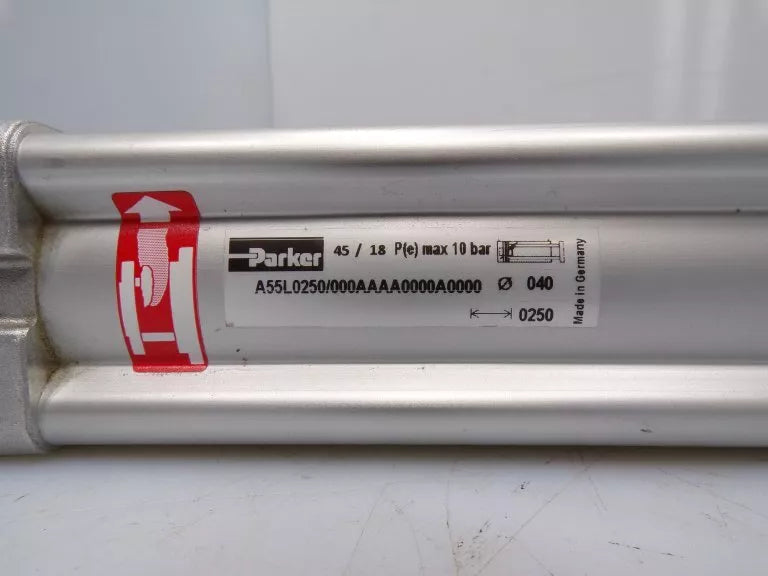 Parker 45 / 18 P(e) max 10 bar
A55L0250/000AAAA0000A0000 Ø 040
0250
Made in Germany